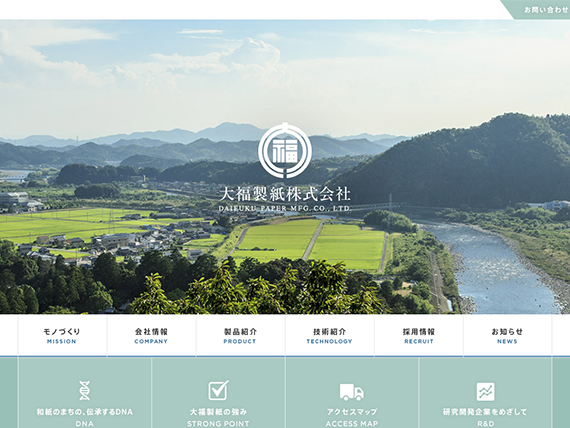 お問い合わせ
福
大福製紙株式会社
DAIFUKU PAPER MFG. CO., LTD.
モノづくり
MISSION
会社情報
COMPANY
製品紹介
PRODUCT
技術紹介
TECHNOLOGY
採用情報
RECRUIT
お知らせ
NEWS
和紙のまちの、伝承するDNA
DNA
大福製紙の強み
STRONG POINT
アクセスマップ
ACCESS MAP
研究開発企業をめざして
R&D